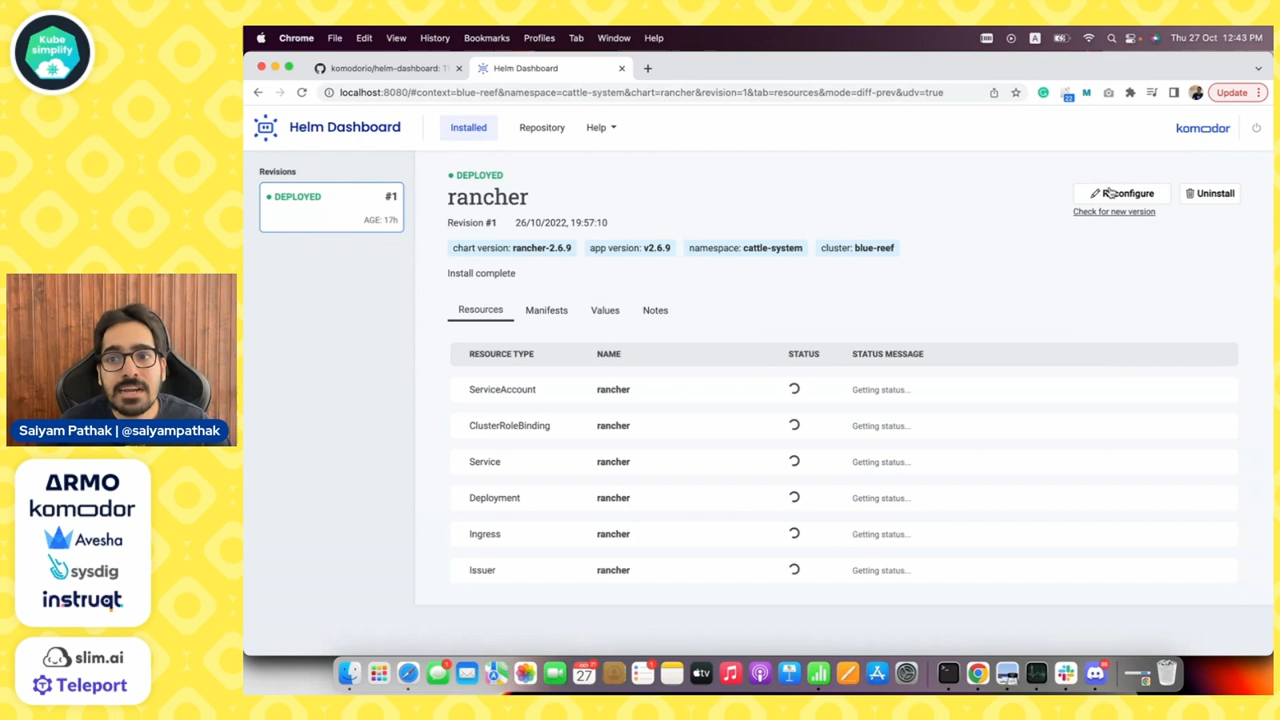 Kube
simplify
Chrome File Edit View History Bookmarks Profiles Tab Window Help
A
Thu 27 Oct 12:43 PM
komodorio/helm-dashboard: T
Helm Dashboard
localhost:8080/#context=blue-reef&namespace=cattle-system&chart=rancher&revision=1&tab=resources&mode=diff-prev&udv=true
22
M
Update
Helm Dashboard
Installed
Repository
Help
komodor
Revisions
DEPLOYED
#1
AGE: 17h
DEPLOYED
rancher
Revision #1 26/10/2022, 19:57:10
chart version: rancher-2.6.9 app version: v2.6.9 namespace: cattle-system cluster: blue-reef
Install complete
Reconfigure
Uninstall
Check for new version
Resources Manifests Values Notes
RESOURCE TYPE NAME STATUS STATUS MESSAGE
ServiceAccount rancher Getting status...
ClusterRoleBinding rancher Getting status...
Service rancher Getting status...
Deployment rancher Getting status...
Ingress rancher Getting status...
Issuer rancher Getting status...
Saiyam Pathak | @saiyampathak
ARMO
komodor
Avesha
sysdig
instruqt
slim.ai
Teleport
27
tv